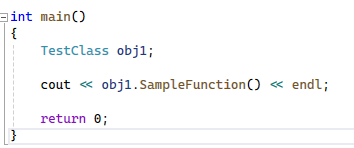 int main()
{
    TestClass obj1;

    cout << obj1.SampleFunction() << endl;

    return 0;
}